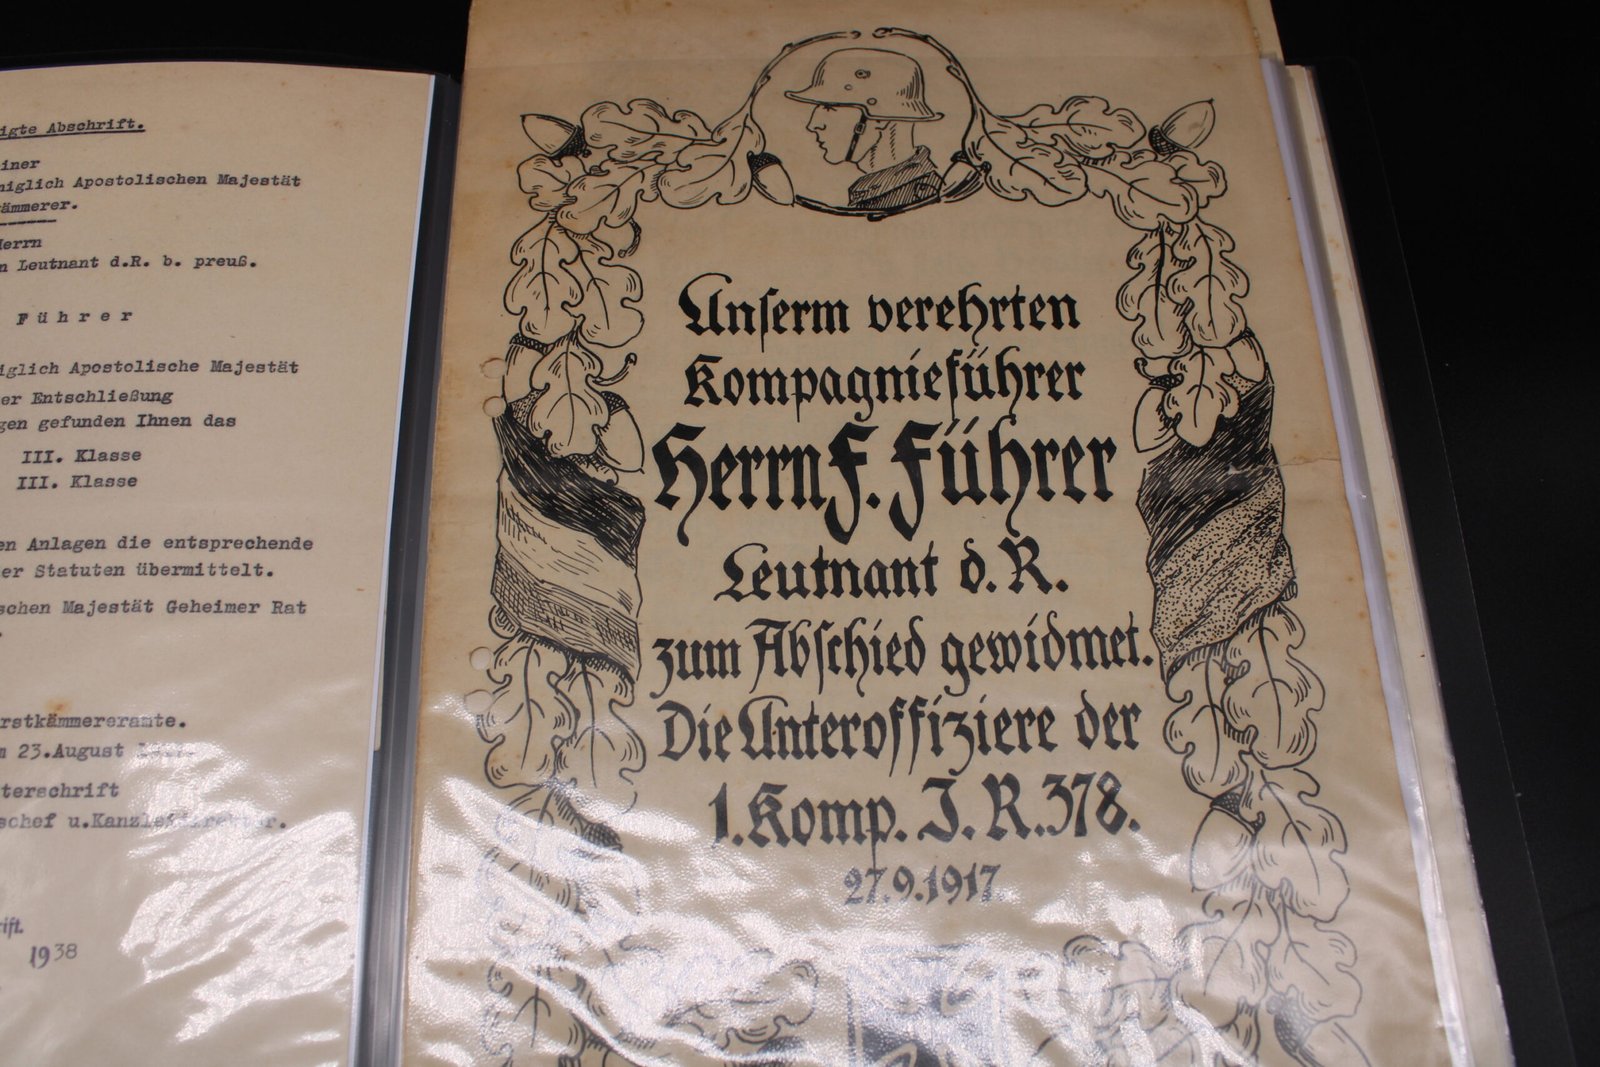 igte Abschrift.
iner
niglich Apostolischen Majestät
ämmerer.
Herrn
n Leutnant d.R. b. preuß.
Führer
iglich Apostolische Majestät
er Entschließung
gen gefunden Ihnen das
III. Klasse
III. Klasse
en Anlagen die entsprechende
er Statuten übermittelt.
schen Majestät Geheimer Rat
rstkämmereramte.
m 23.August
terschrift
schef u.Kanzleidirektor.
rift.
1938
Unserm verehrten
Kompagnieführer
Herrn F. Führer
Leutnant d. R.
zum Abschied gewidmet.
Die Unteroffiziere der
1. Komp. I. R. 378.
27.9.1917